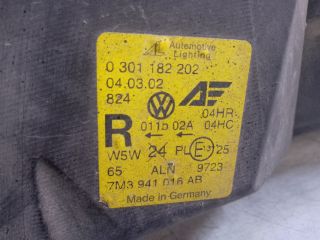 AE Automotive
Lighting
0 301 182 202
04.03.02
824
04HR
R 011b 02A 04HC
W5W 24 PL E1 25
65 ALN 9723
7M3 941 016 AB
Made in Germany